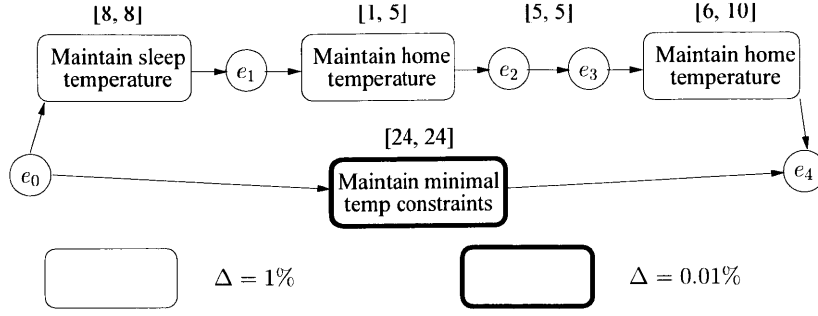 [8, 8] [1, 5] [5, 5] [6, 10]
Maintain sleep
temperature
e₁
Maintain home
temperature
e₂
e₃
Maintain home
temperature
[24, 24]
e₀
Maintain minimal
temp constraints
e₄
Δ = 1%
Δ = 0.01%